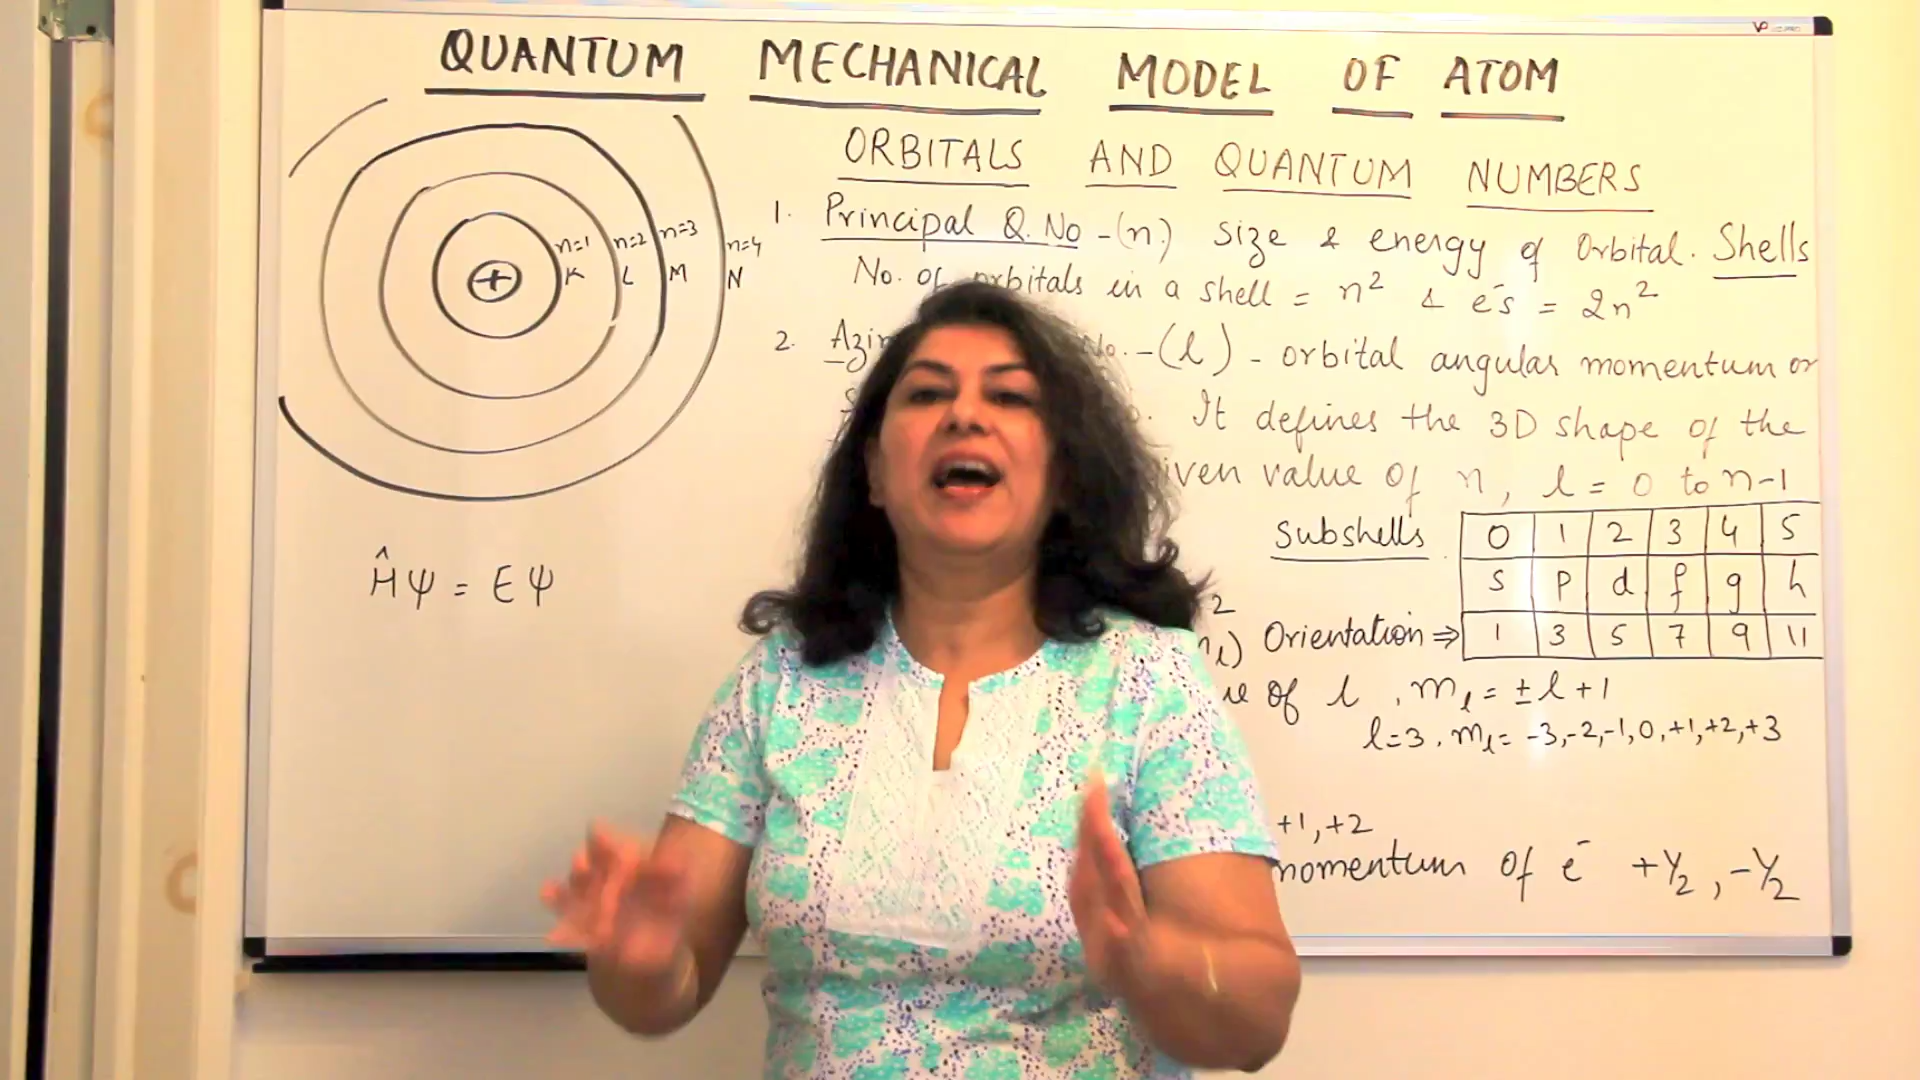 QUANTUM MECHANICAL MODEL OF ATOM
ORBITALS AND QUANTUM NUMBERS
1. Principal Q. No - (n) size & energy of orbital. Shells
No. of orbitals in a shell = n² & e⁻s = 2n²
2. No. - (l) - orbital angular momentum or
It defines the 3D shape of the
value of n, l = 0 to n-1
Subshells 0 1 2 3 4 5
s p d f g h
Orientation ⇒ 1 3 5 7 9 11
of l, mₗ = ± l + 1
l=3, mₗ = -3,-2,-1,0,+1,+2,+3
+1, +2
momentum of e⁻ +1/2, -1/2
n=1 n=2 n=3 n=4
K L M N
+
Ĥψ = Eψ